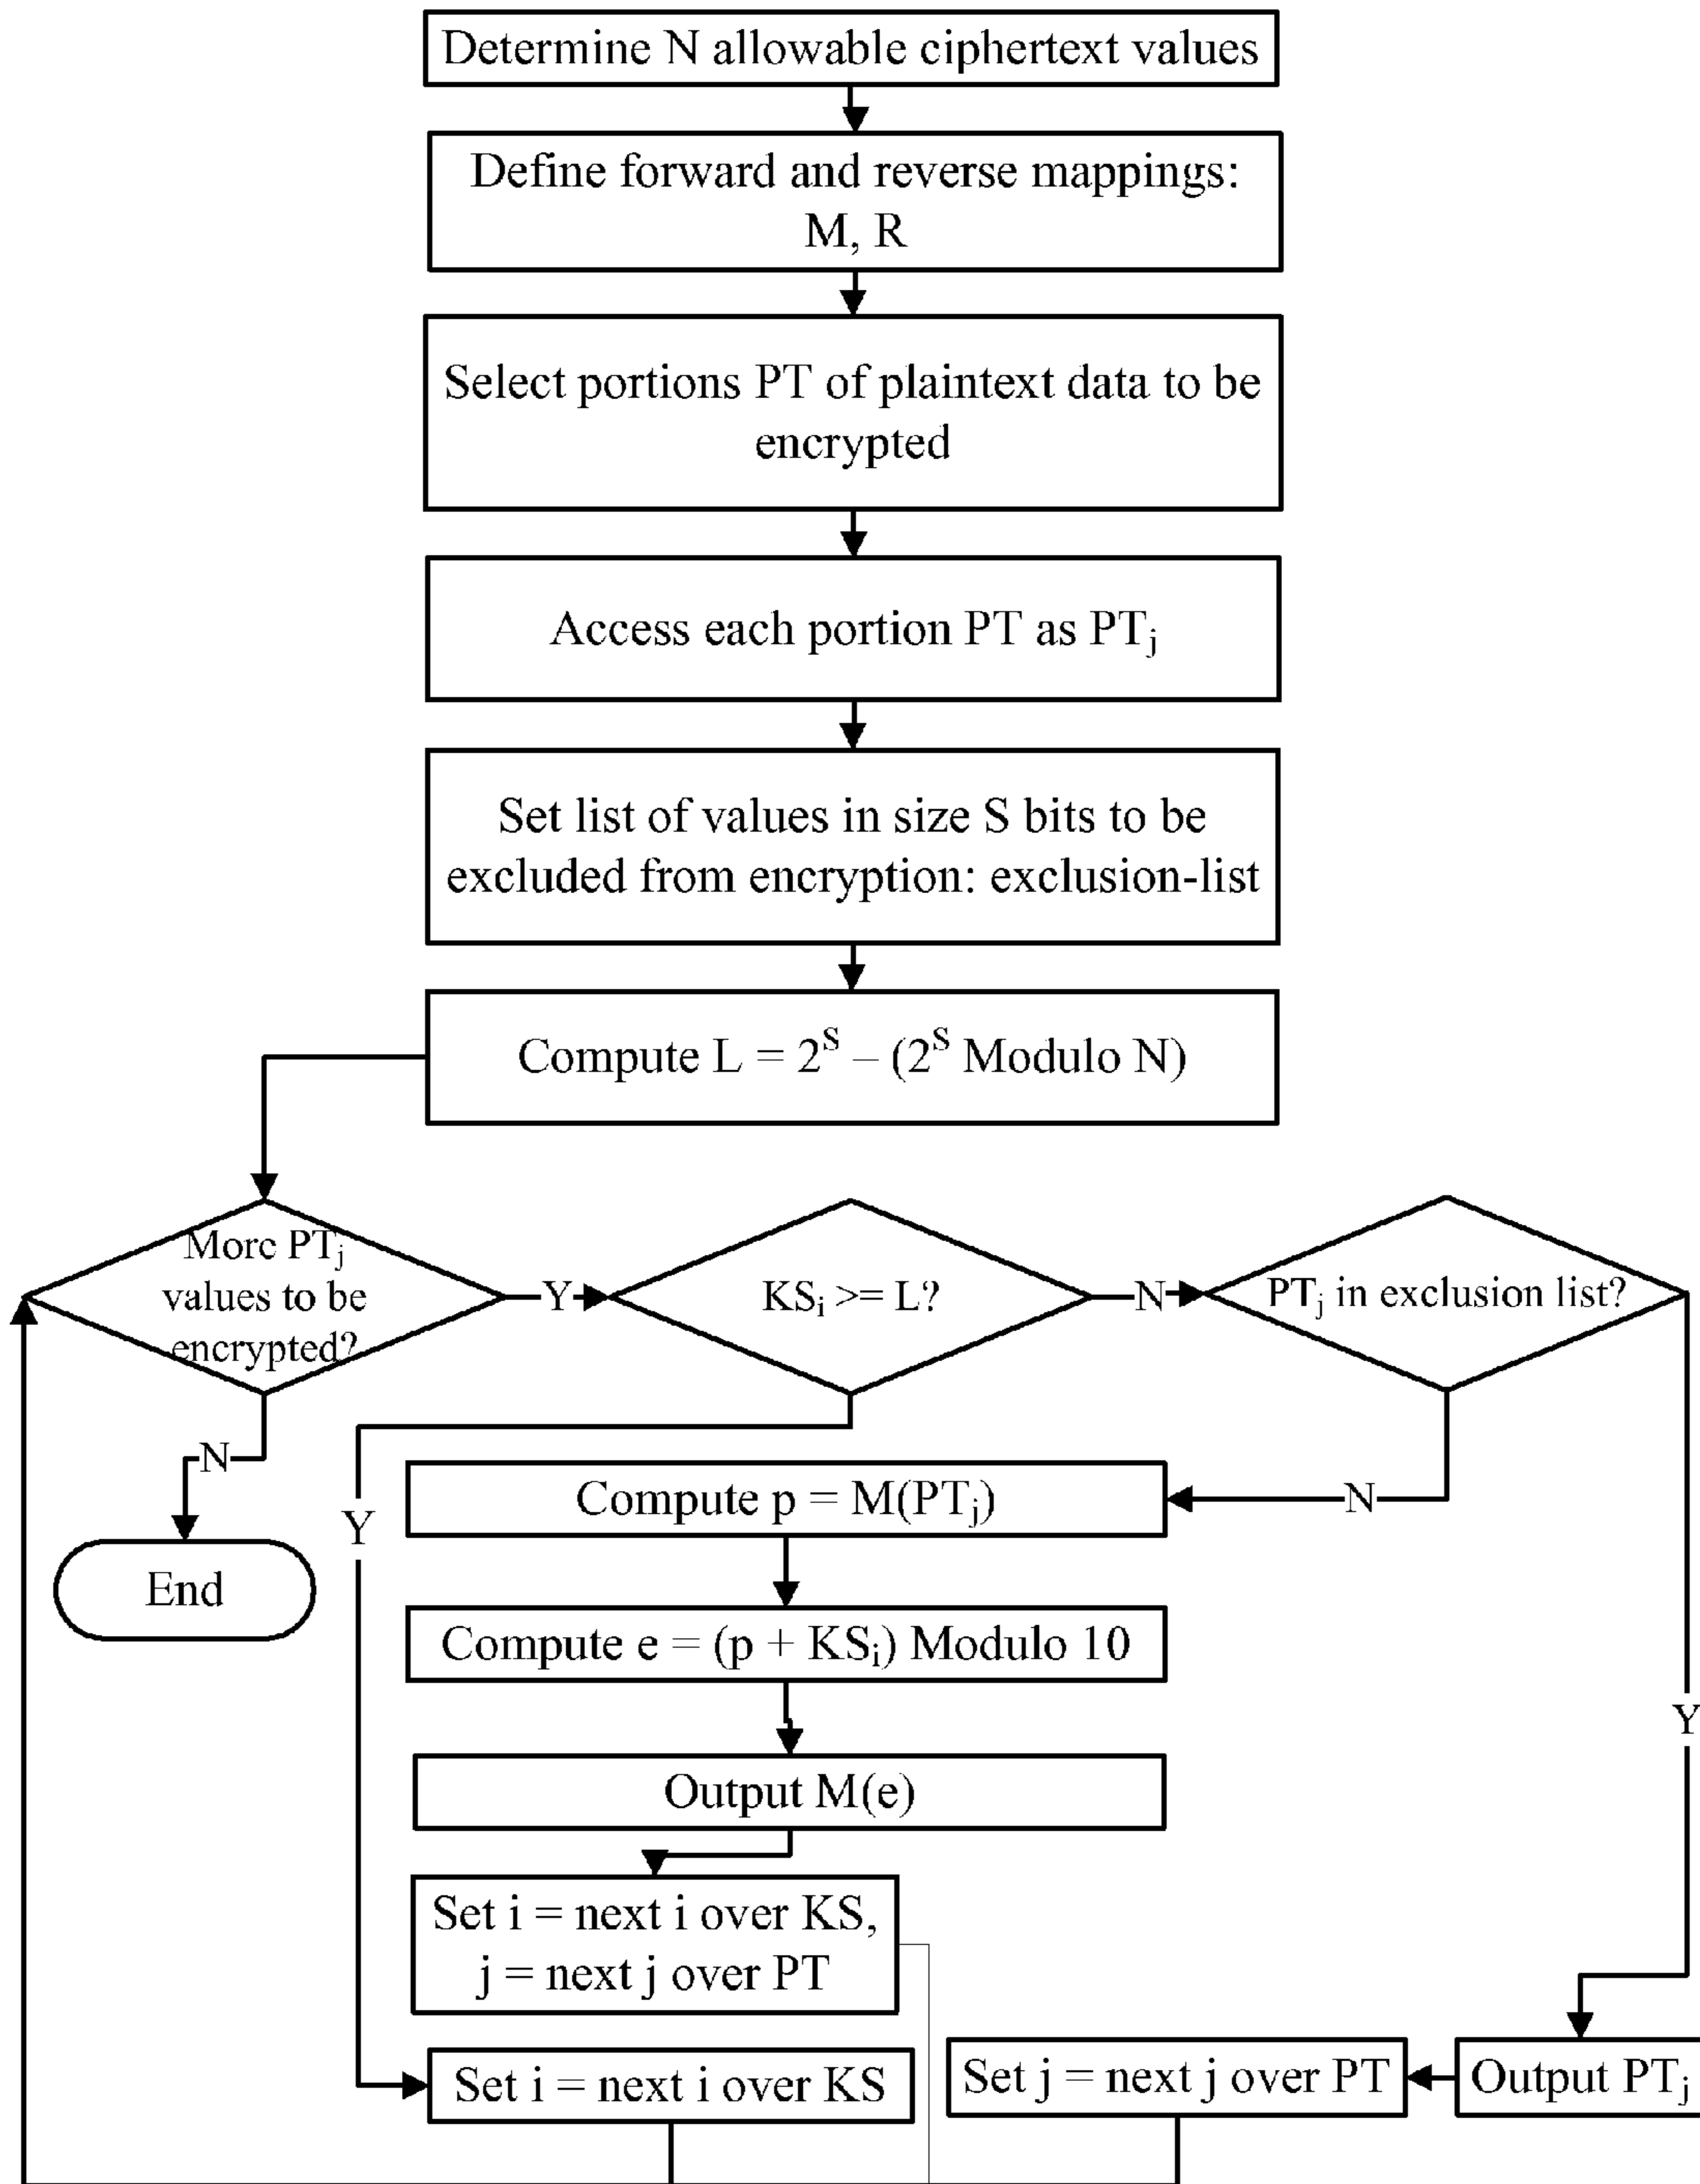 Determine N allowable ciphertext values
Define forward and reverse mappings:
M, R
Select portions PT of plaintext data to be
encrypted
Access each portion PT as PTj
Set list of values in size S bits to be
excluded from encryption: exclusion-list
Compute L = 2^S – (2^S Modulo N)
More PTj
values to be
encrypted?
Y
KSi >= L?
N
PTj in exclusion list?
N
Compute p = M(PTj)
N
Y
End
Compute e = (p + KSi) Modulo 10
Y
Output M(e)
Set i = next i over KS,
j = next j over PT
Set i = next i over KS
Set j = next j over PT
Output PTj